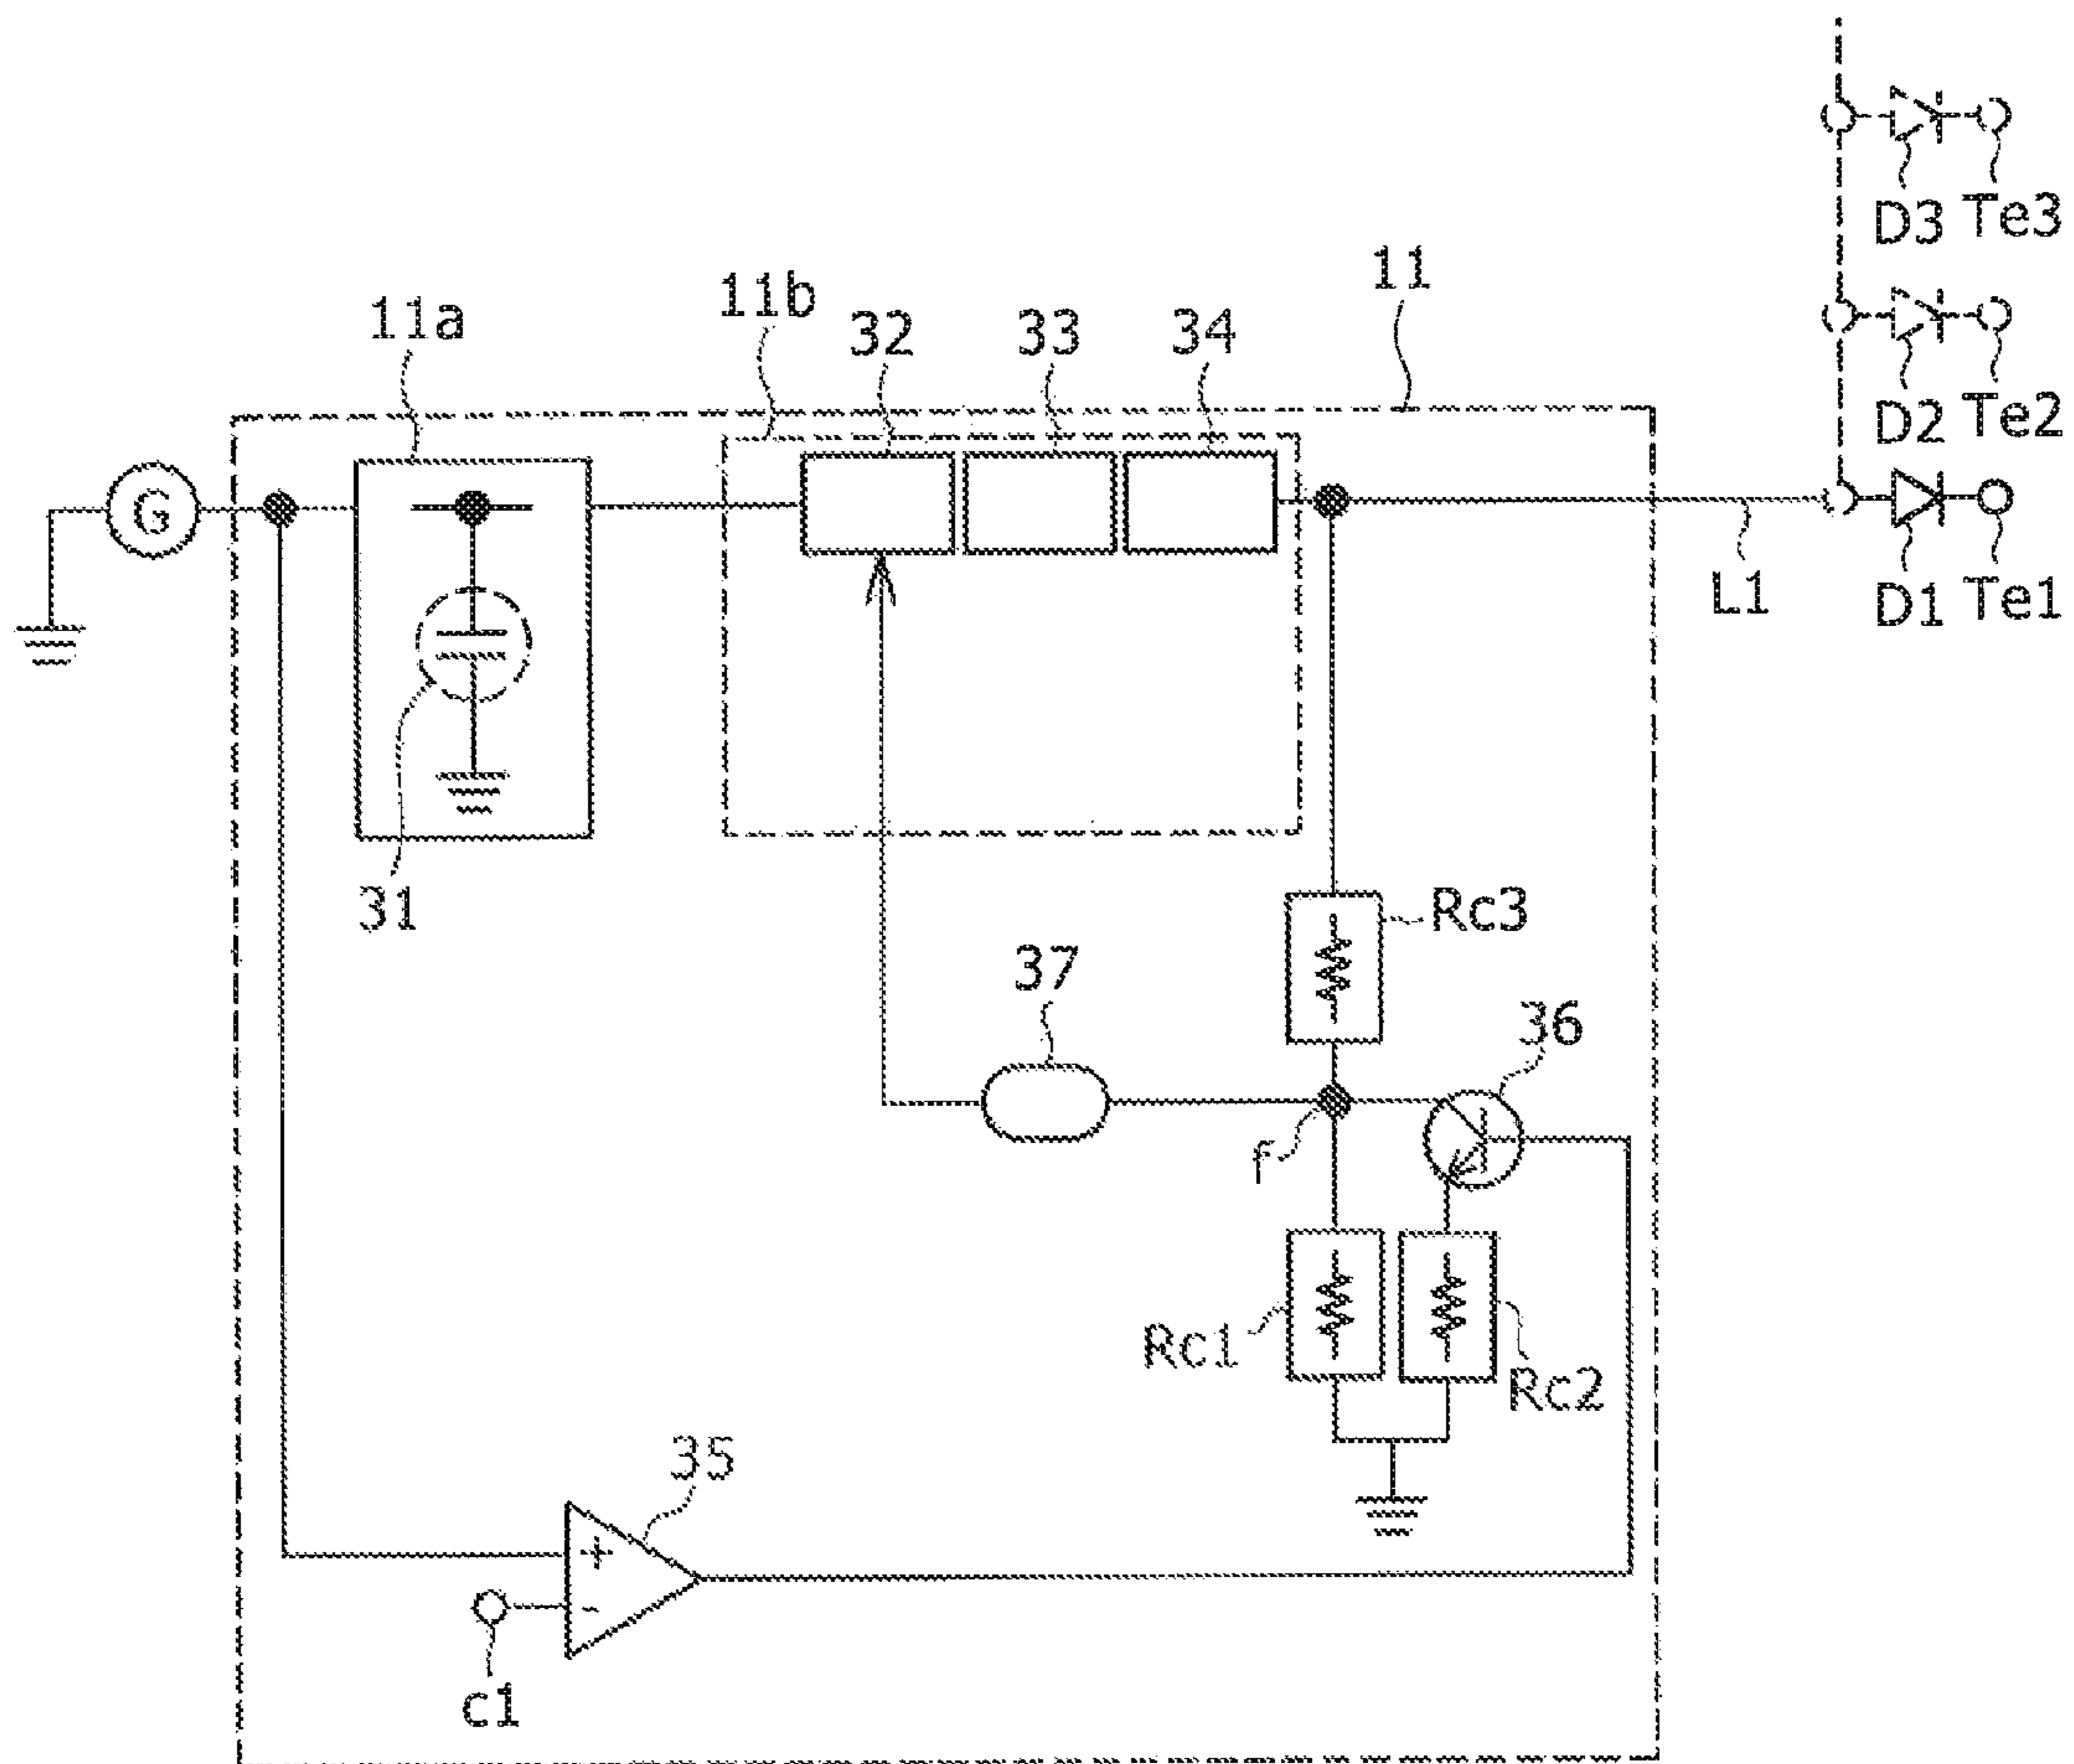 D3 Te3
11
11a
11b
32
33
34
D2 Te2
G
L1
D1 Te1
31
Rc3
37
36
f
Rc1
Rc2
35
+
-
c1